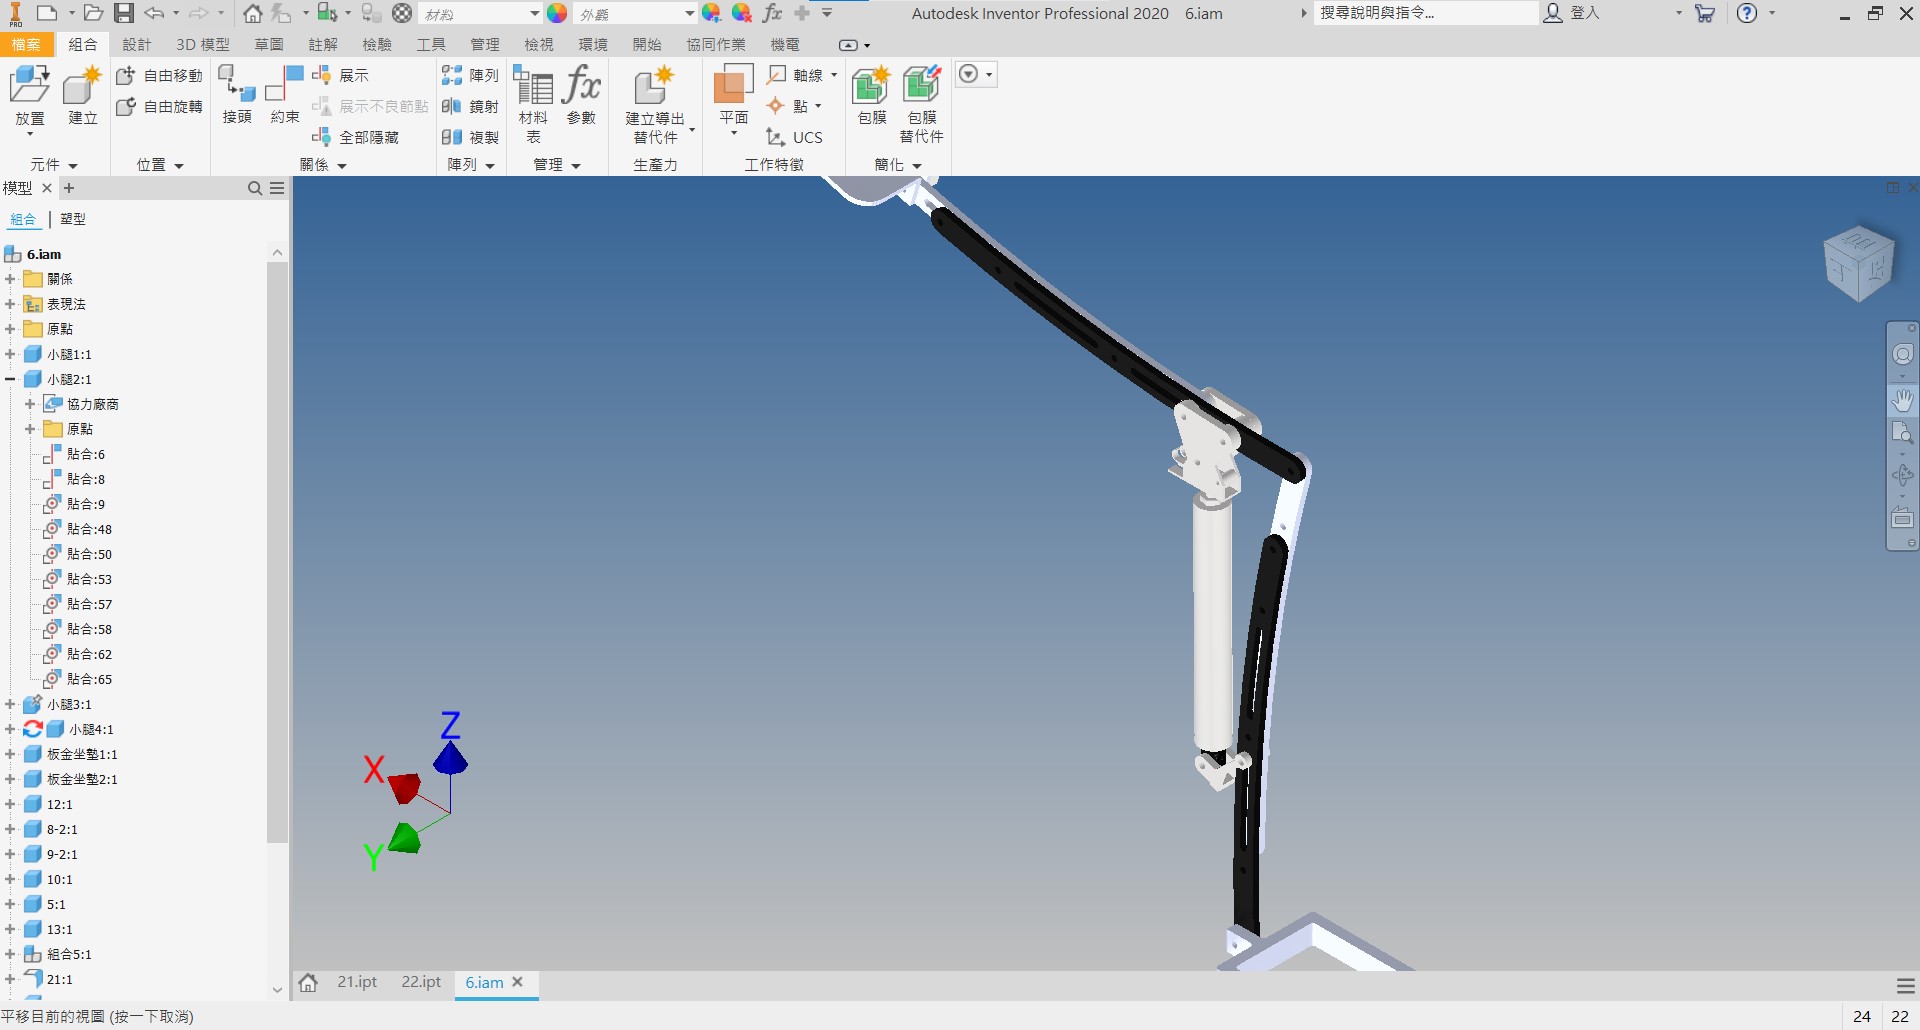 PRO
材料
外觀
Autodesk Inventor Professional 2020 6.iam
搜尋說明與指令...
登入
檔案 組合 設計 3D 模型 草圖 註解 檢驗 工具 管理 檢視 環境 開始 協同作業 機電
放置
建立
自由移動
自由旋轉
接頭
約束
展示
展示不良節點
全部隱藏
陣列
鏡射
複製
材料表
參數
建立導出替代件
平面
軸線
點
UCS
包膜
包膜替代件
元件 位置 關係 陣列 管理 生產力 工作特徵 簡化
模型
組合 | 塑型
6.iam
關係
表現法
原點
小腿1:1
小腿2:1
協力廠商
原點
貼合:6
貼合:8
貼合:9
貼合:48
貼合:50
貼合:53
貼合:57
貼合:58
貼合:62
貼合:65
小腿3:1
小腿4:1
板金坐墊1:1
板金坐墊2:1
12:1
8-2:1
9-2:1
10:1
5:1
13:1
組合5:1
21:1
Z
X
Y
21.ipt 22.ipt 6.iam
平移目前的視圖 (按一下取消)
24 22